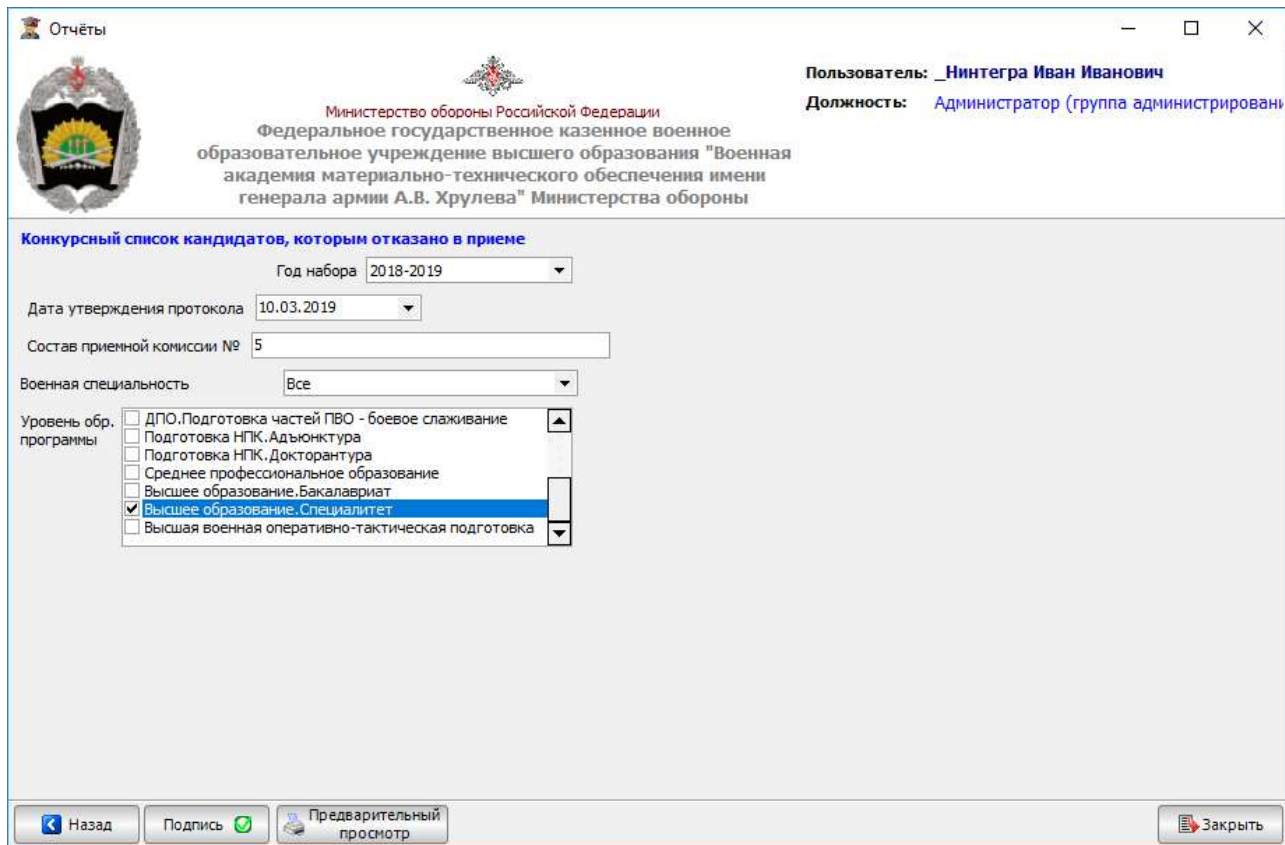 Отчёты
Министерство обороны Российской Федерации
Федеральное государственное казенное военное
образовательное учреждение высшего образования "Военная
академия материально-технического обеспечения имени
генерала армии А.В. Хрулева" Министерства обороны
Пользователь: _Нинтегра Иван Иванович
Должность: Администратор (группа администрировани
Конкурсный список кандидатов, которым отказано в приеме
Год набора 2018-2019
Дата утверждения протокола 10.03.2019
Состав приемной комиссии № 5
Военная специальность Все
Уровень обр.
программы
ДПО.Подготовка частей ПВО - боевое слаживание
Подготовка НПК.Адъюнктура
Подготовка НПК.Докторантура
Среднее профессиональное образование
Высшее образование.Бакалавриат
Высшее образование.Специалитет
Высшая военная оперативно-тактическая подготовка
Назад
Подпись
Предварительный
просмотр
Закрыть